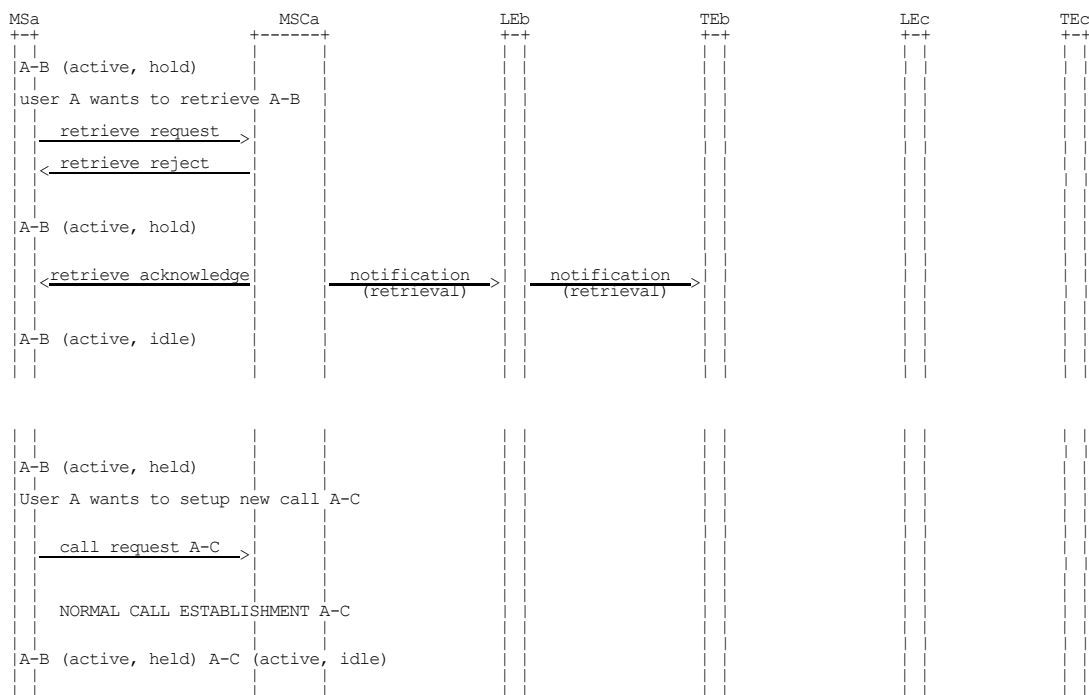 MSa MSCa LEb TEb LEc TEc
A-B (active, hold)
user A wants to retrieve A-B
retrieve request
retrieve reject
A-B (active, hold)
retrieve acknowledge notification notification
(retrieval) (retrieval)
A-B (active, idle)
A-B (active, held)
User A wants to setup new call A-C
call request A-C
NORMAL CALL ESTABLISHMENT A-C
A-B (active, held) A-C (active, idle)